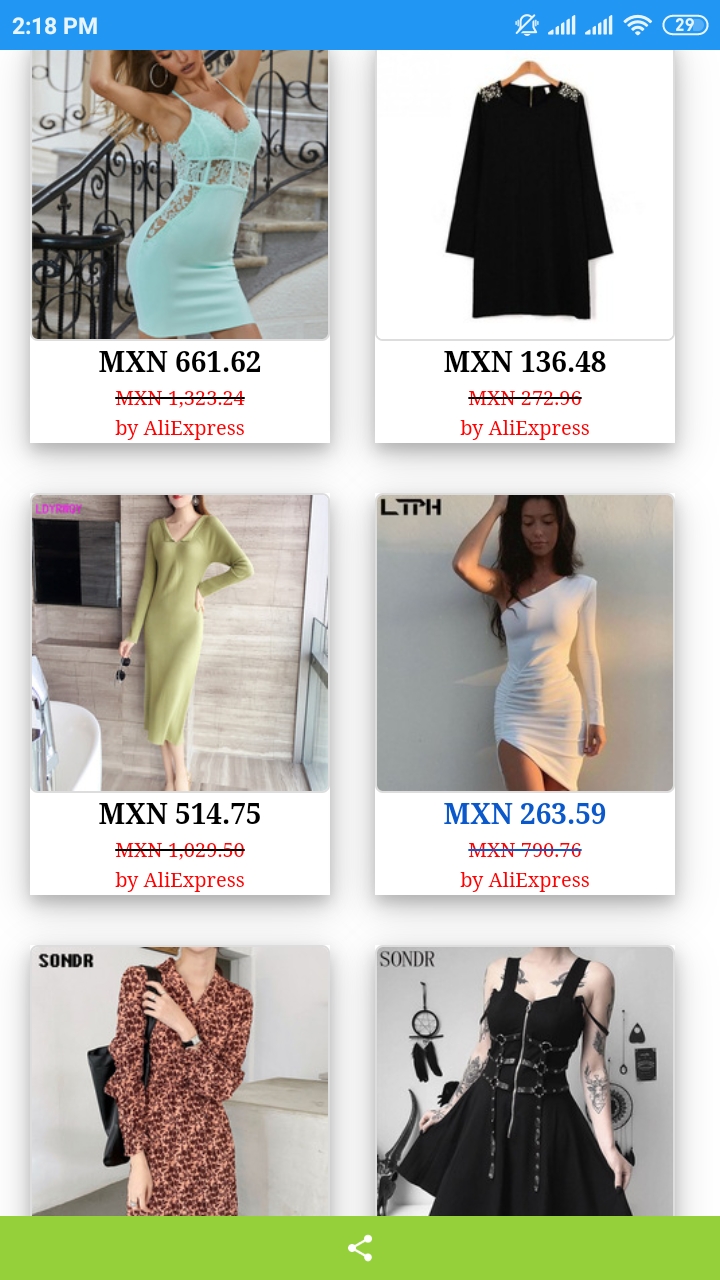 2:18 PM
29
MXN 661.62
MXN 1,323.24
by AliExpress
MXN 136.48
MXN 272.96
by AliExpress
LTPH
MXN 514.75
MXN 1,029.50
by AliExpress
MXN 263.59
MXN 790.76
by AliExpress
SONDR
SONDR